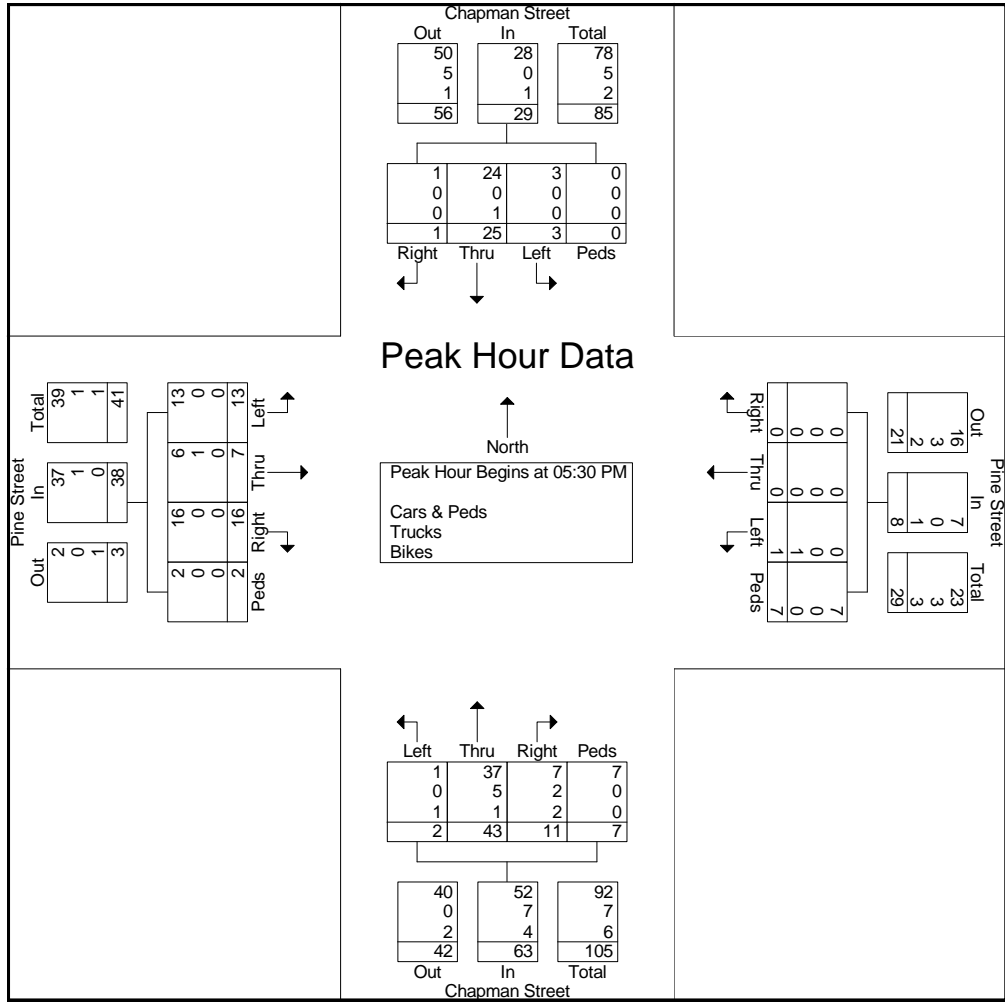 Chapman Street
Out In Total
50 28 78
5 0 5
1 1 2
56 29 85
1 24 3 0
0 0 0 0
0 1 0 0
1 25 3 0
Right Thru Left Peds
Peak Hour Data
North
Peak Hour Begins at 05:30 PM
Cars & Peds
Trucks
Bikes
Pine Street
Total In Out
39 37 2
1 1 0
1 0 1
41 38 3
13 6 16 2
0 1 0 0
0 0 0 0
13 7 16 2
Left Thru Right Peds
Right Thru Left Peds
0 0 1 7
0 0 1 0
0 0 0 0
0 0 0 7
Out In Total
16 7 23
3 0 3
2 1 3
21 8 29
Pine Street
Left Thru Right Peds
1 37 7 7
0 5 2 0
1 1 2 0
2 43 11 7
40 52 92
0 7 7
2 4 6
42 63 105
Out In Total
Chapman Street